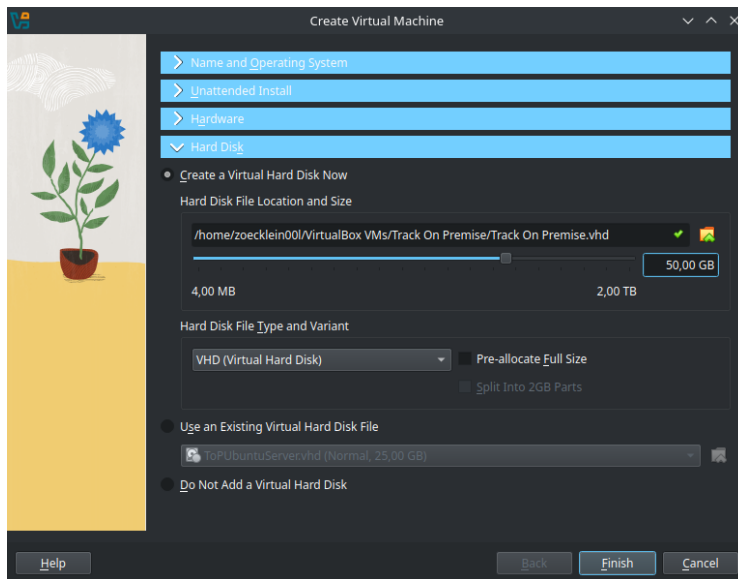 Create Virtual Machine
Name and Operating System
Unattended Install
Hardware
Hard Disk
Create a Virtual Hard Disk Now
Hard Disk File Location and Size
/home/zoecklein00l/VirtualBox VMs/Track On Premise/Track On Premise.vhd
50,00 GB
4,00 MB 2,00 TB
Hard Disk File Type and Variant
VHD (Virtual Hard Disk) Pre-allocate Full Size
Split Into 2GB Parts
Use an Existing Virtual Hard Disk File
ToPUbuntuServer.vhd (Normal, 25,00 GB)
Do Not Add a Virtual Hard Disk
Help Back Finish Cancel